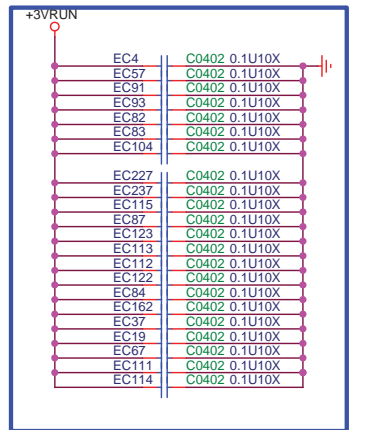 +3VRUN
EC4 C0402 0.1U10X
EC57 C0402 0.1U10X
EC91 C0402 0.1U10X
EC93 C0402 0.1U10X
EC82 C0402 0.1U10X
EC83 C0402 0.1U10X
EC104 C0402 0.1U10X
EC227 C0402 0.1U10X
EC237 C0402 0.1U10X
EC115 C0402 0.1U10X
EC87 C0402 0.1U10X
EC123 C0402 0.1U10X
EC113 C0402 0.1U10X
EC112 C0402 0.1U10X
EC122 C0402 0.1U10X
EC84 C0402 0.1U10X
EC162 C0402 0.1U10X
EC37 C0402 0.1U10X
EC19 C0402 0.1U10X
EC67 C0402 0.1U10X
EC111 C0402 0.1U10X
EC114 C0402 0.1U10X